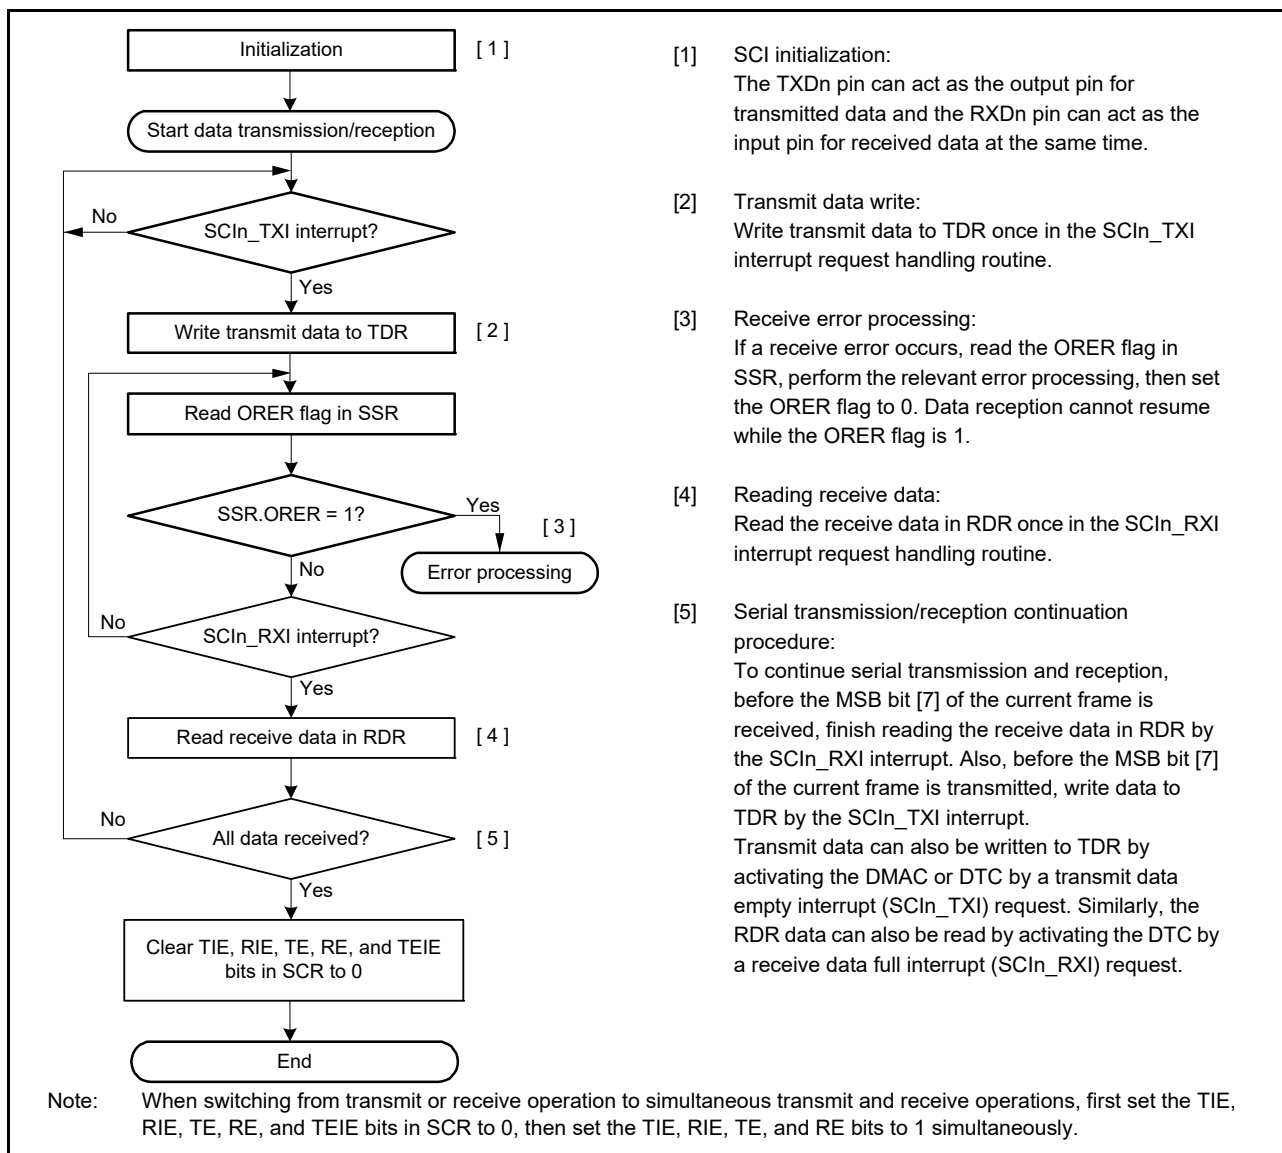 Initialization
[ 1 ]
Start data transmission/reception
No
SCIn_TXI interrupt?
Yes
Write transmit data to TDR
[ 2 ]
Read ORER flag in SSR
SSR.ORER = 1?
Yes
[ 3 ]
Error processing
No
No
SCIn_RXI interrupt?
Yes
Read receive data in RDR
[ 4 ]
No
All data received?
[ 5 ]
Yes
Clear TIE, RIE, TE, RE, and TEIE
bits in SCR to 0
End
[1] SCI initialization:
The TXDn pin can act as the output pin for
transmitted data and the RXDn pin can act as the
input pin for received data at the same time.
[2] Transmit data write:
Write transmit data to TDR once in the SCIn_TXI
interrupt request handling routine.
[3] Receive error processing:
If a receive error occurs, read the ORER flag in
SSR, perform the relevant error processing, then set
the ORER flag to 0. Data reception cannot resume
while the ORER flag is 1.
[4] Reading receive data:
Read the receive data in RDR once in the SCIn_RXI
interrupt request handling routine.
[5] Serial transmission/reception continuation
procedure:
To continue serial transmission and reception,
before the MSB bit [7] of the current frame is
received, finish reading the receive data in RDR by
the SCIn_RXI interrupt. Also, before the MSB bit [7]
of the current frame is transmitted, write data to
TDR by the SCIn_TXI interrupt.
Transmit data can also be written to TDR by
activating the DMAC or DTC by a transmit data
empty interrupt (SCIn_TXI) request. Similarly, the
RDR data can also be read by activating the DTC by
a receive data full interrupt (SCIn_RXI) request.
Note: When switching from transmit or receive operation to simultaneous transmit and receive operations, first set the TIE,
RIE, TE, RE, and TEIE bits in SCR to 0, then set the TIE, RIE, TE, and RE bits to 1 simultaneously.